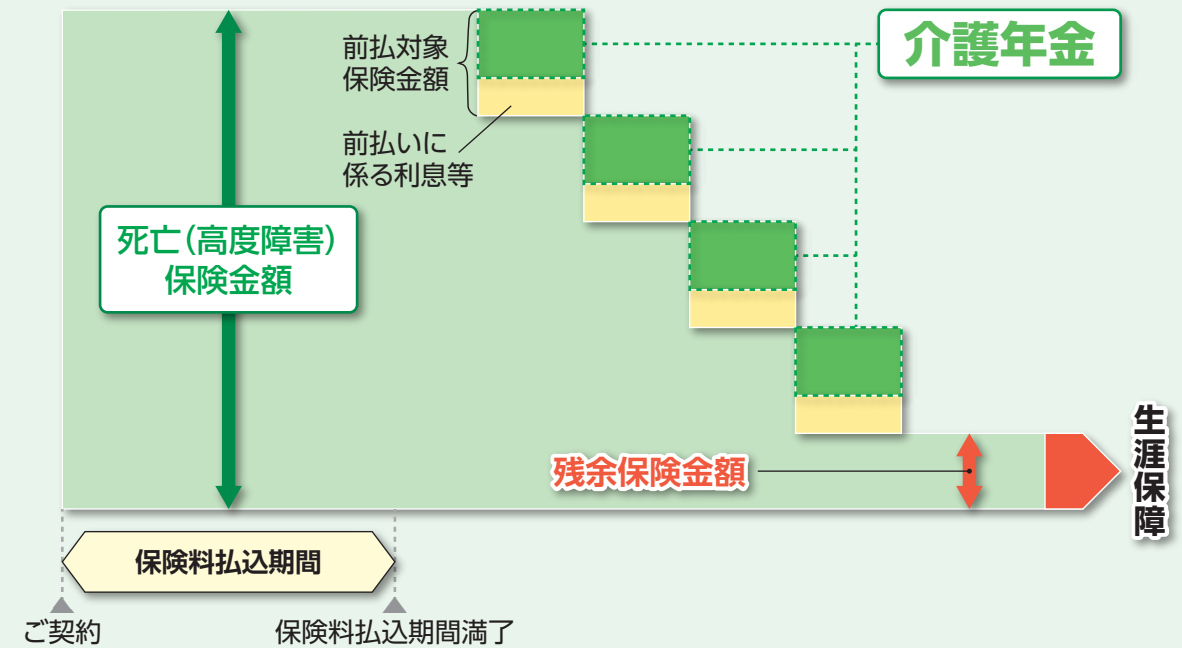 前払対象
保険金額
介護年金
前払いに
係る利息等
死亡(高度障害)
保険金額
残余保険金額
生涯保障
保険料払込期間
ご契約
保険料払込期間満了